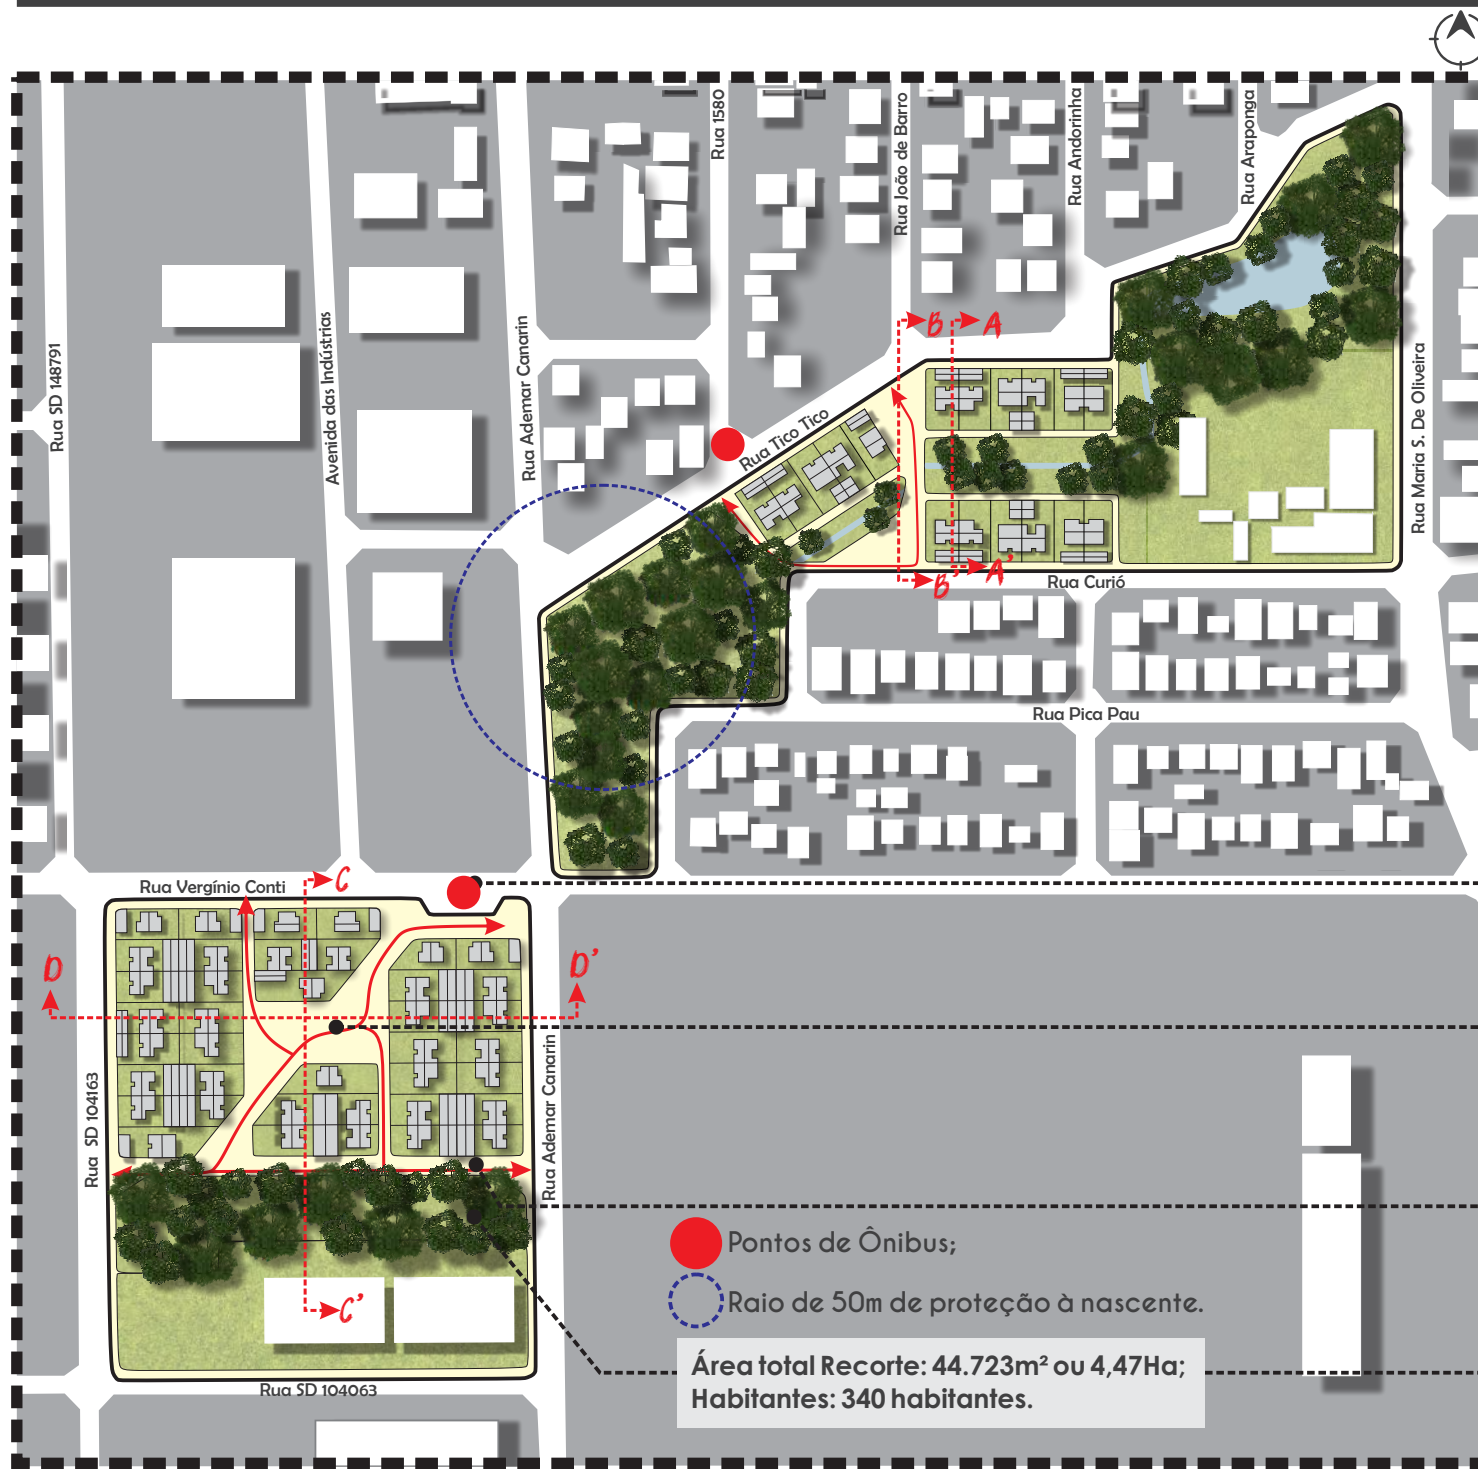 Rua 1580
Rua João de Barro
Rua Andorinha
Rua Araponga
Rua SD 148791
Avenida das Indústrias
Rua Ademar Canarin
Rua Tico Tico
B
A
Rua Maria S. De Oliveira
B'
A'
Rua Curió
Rua Pica Pau
Rua Vergínio Conti
C
D
D'
Rua SD 104163
Rua Ademar Canarin
C'
Rua SD 104063
Pontos de Ônibus;
Raio de 50m de proteção à nascente.
Área total Recorte: 44.723m² ou 4,47Ha;
Habitantes: 340 habitantes.